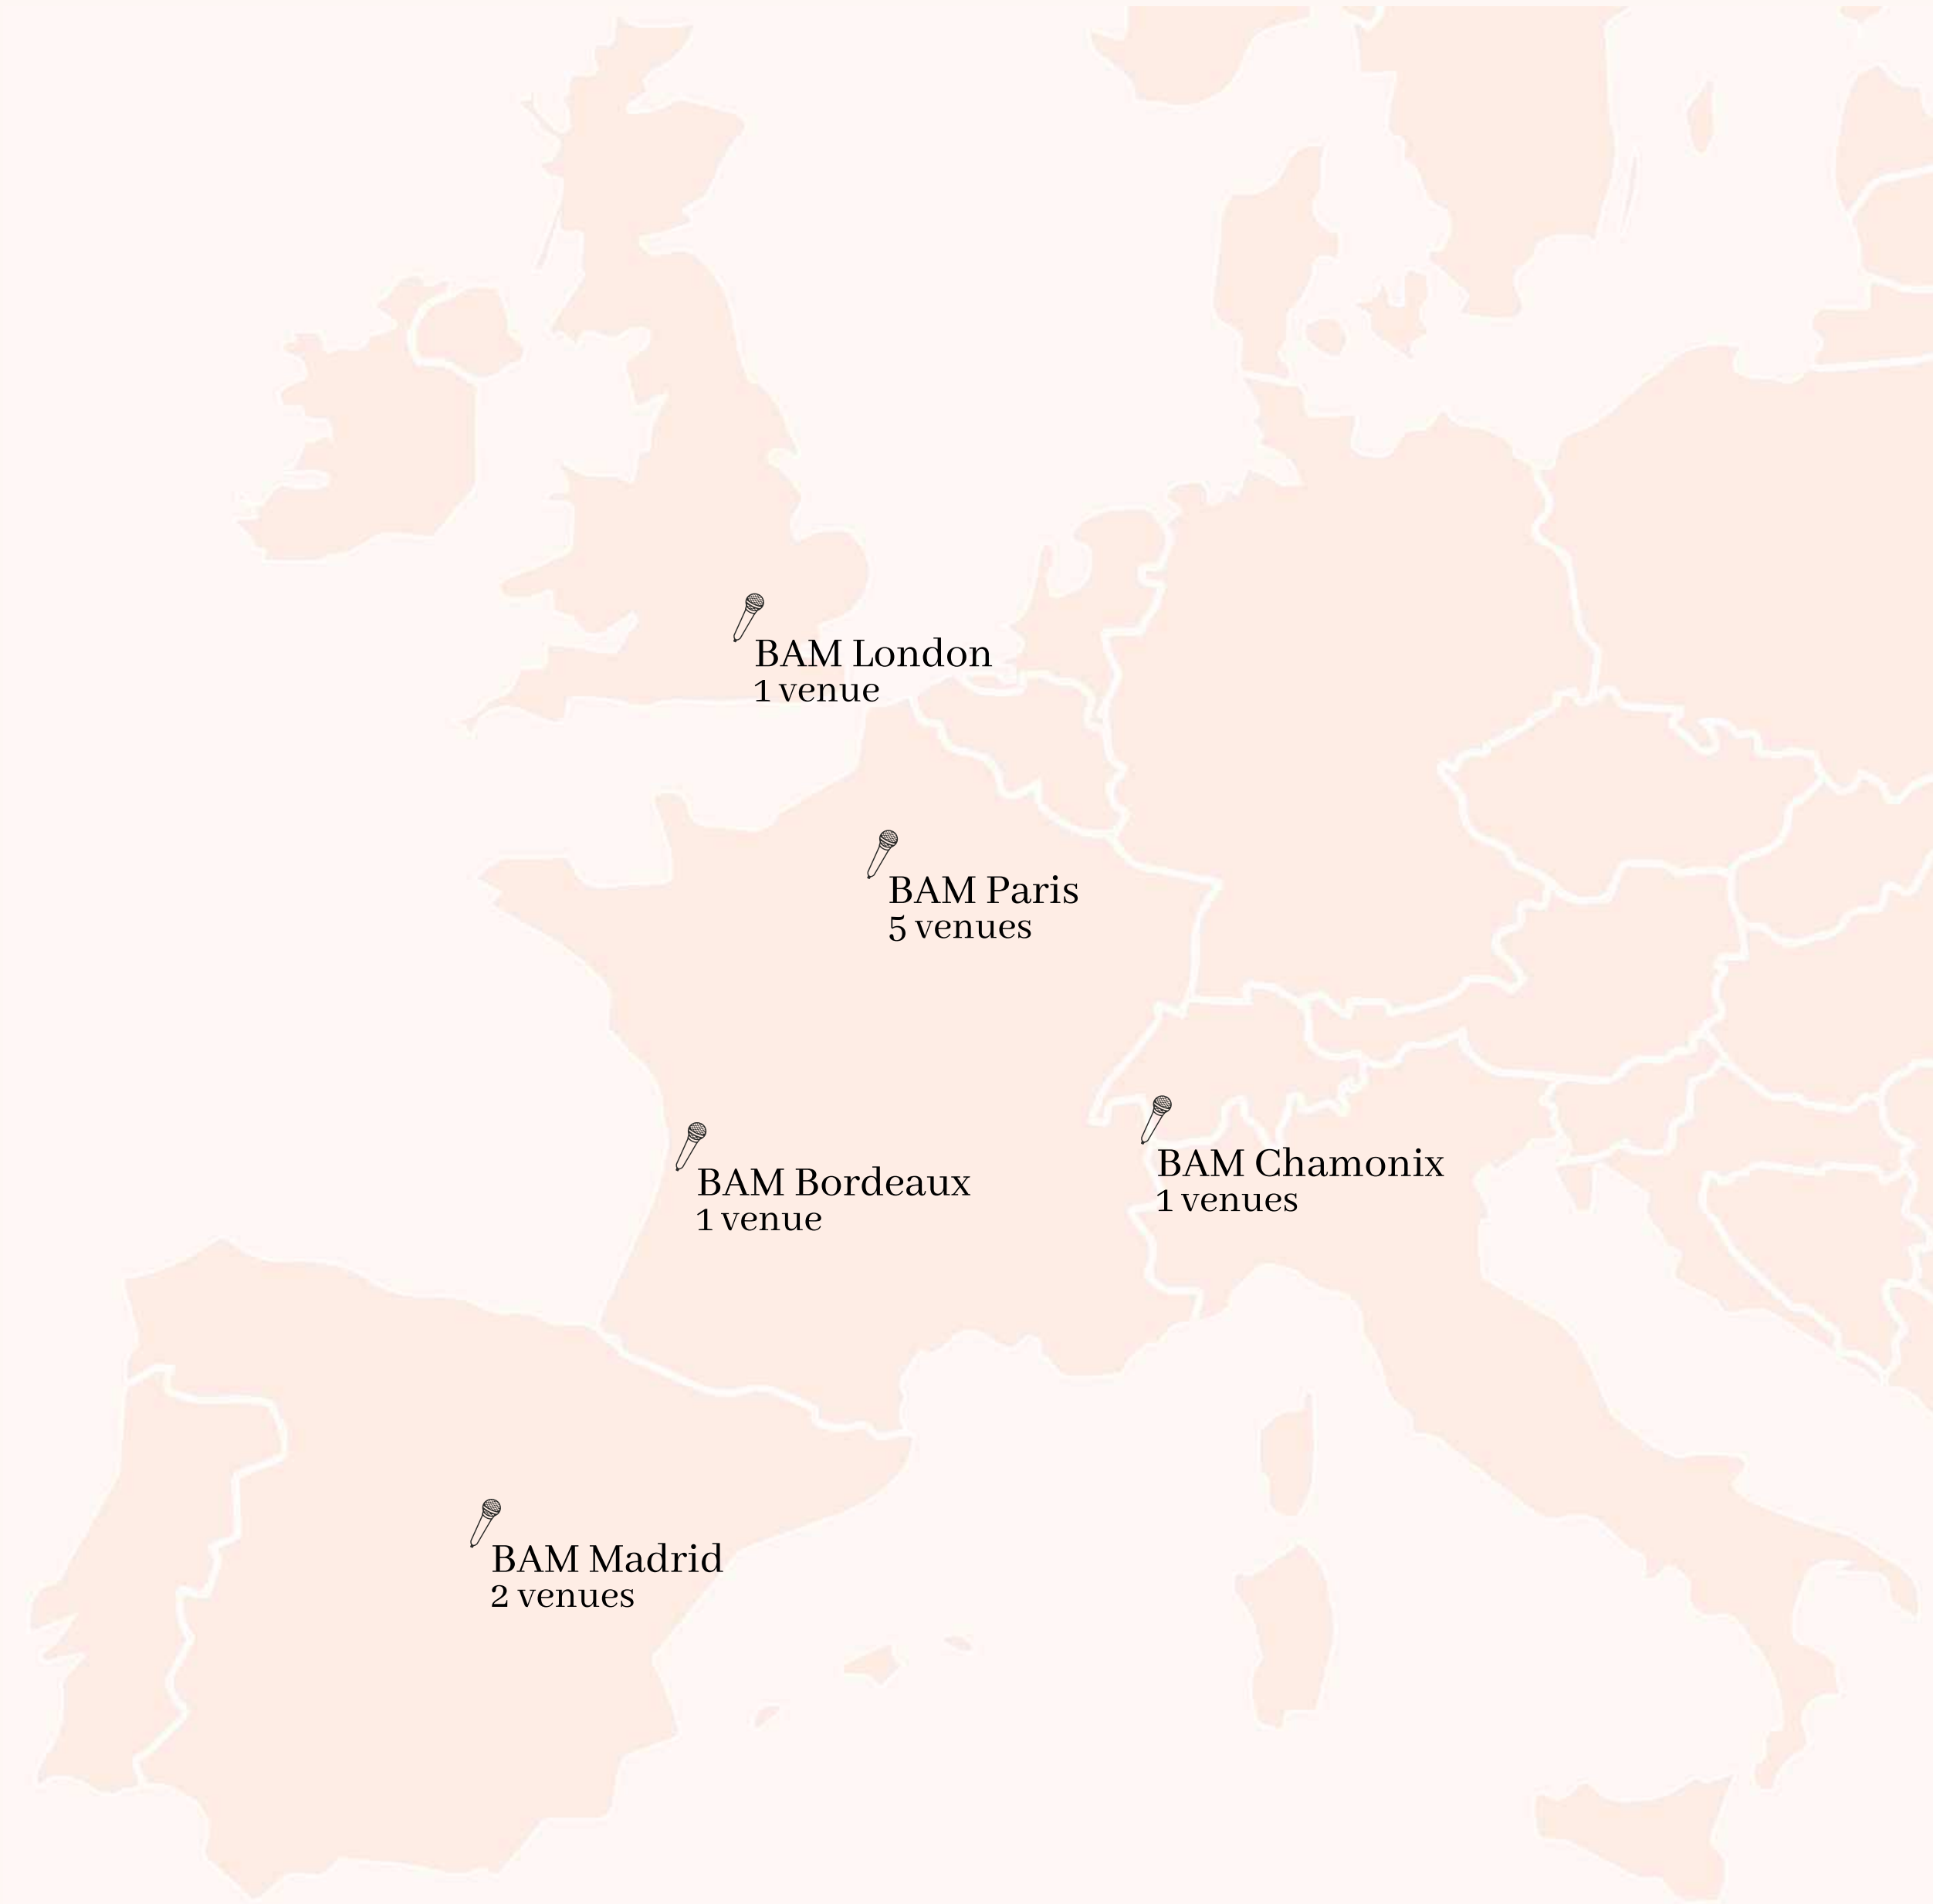 BAM London
1 venue
BAM Paris
5 venues
BAM Bordeaux
1 venue
BAM Chamonix
1 venues
BAM Madrid
2 venues